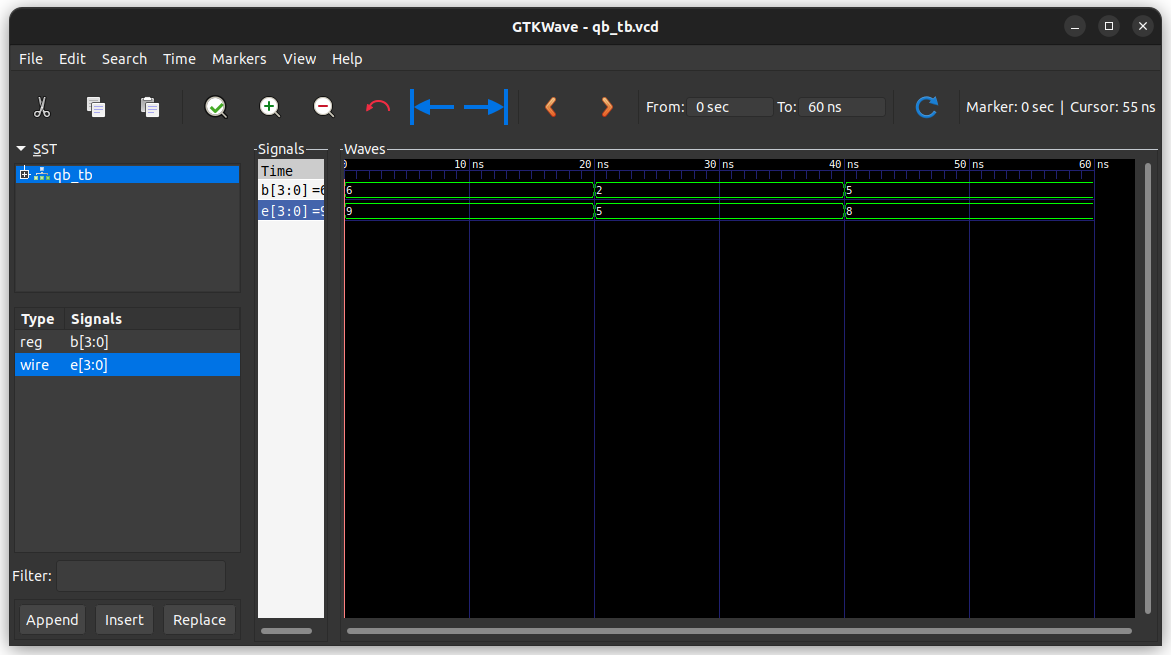 GTKWave - qb_tb.vcd
File Edit Search Time Markers View Help
From: 0 sec To: 60 ns Marker: 0 sec | Cursor: 55 ns
SST
qb_tb
Type Signals
reg b[3:0]
wire e[3:0]
Filter:
Append Insert Replace
Signals
Time
b[3:0] =6
e[3:0] =9
Waves
0 10 ns 20 ns 30 ns 40 ns 50 ns 60 ns
6 2 5
9 5 8